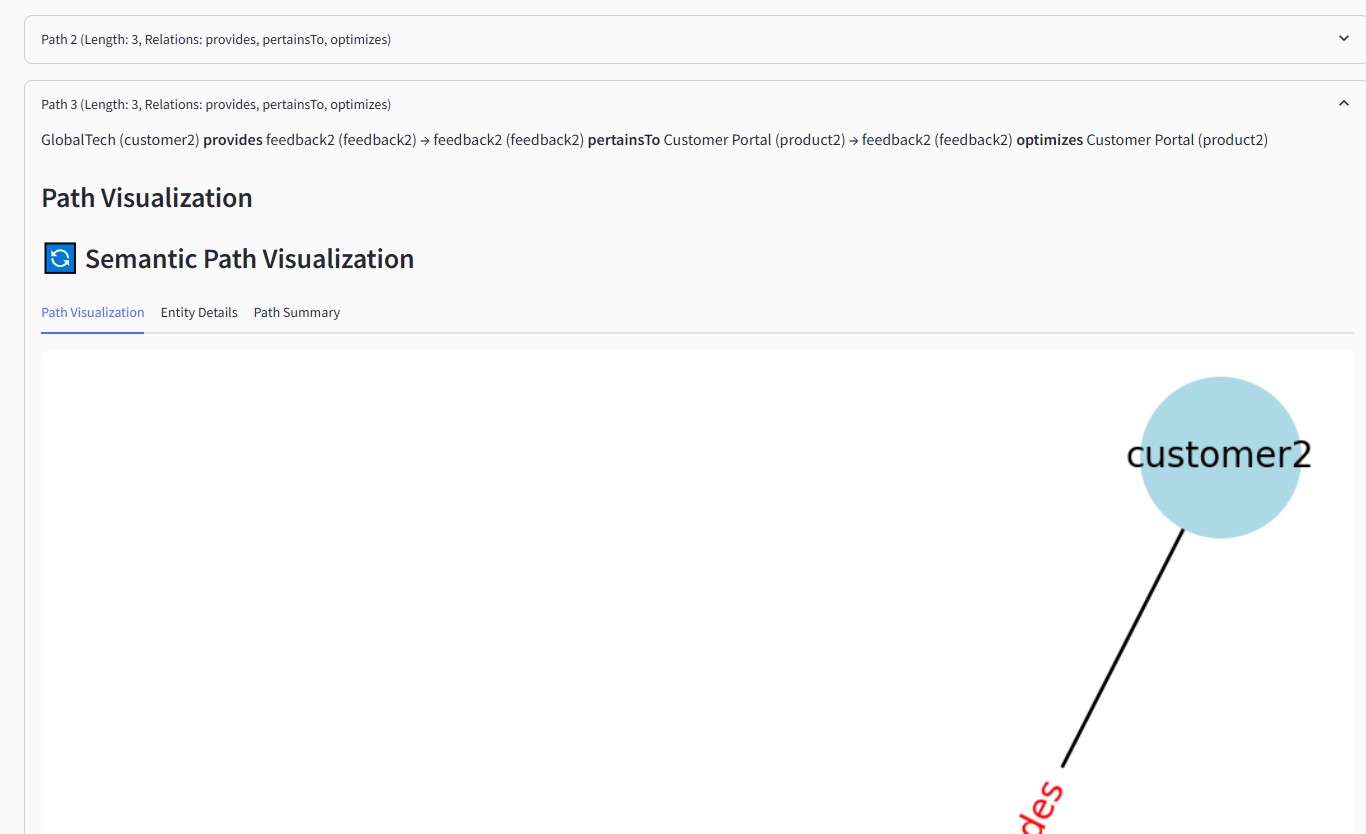 Path 2 (Length: 3, Relations: provides, pertainsTo, optimizes)
Path 3 (Length: 3, Relations: provides, pertainsTo, optimizes)
GlobalTech (customer2) provides feedback2 (feedback2) → feedback2 (feedback2) pertainsTo Customer Portal (product2) → feedback2 (feedback2) optimizes Customer Portal (product2)
Path Visualization
Semantic Path Visualization
Path Visualization Entity Details Path Summary
customer2
des